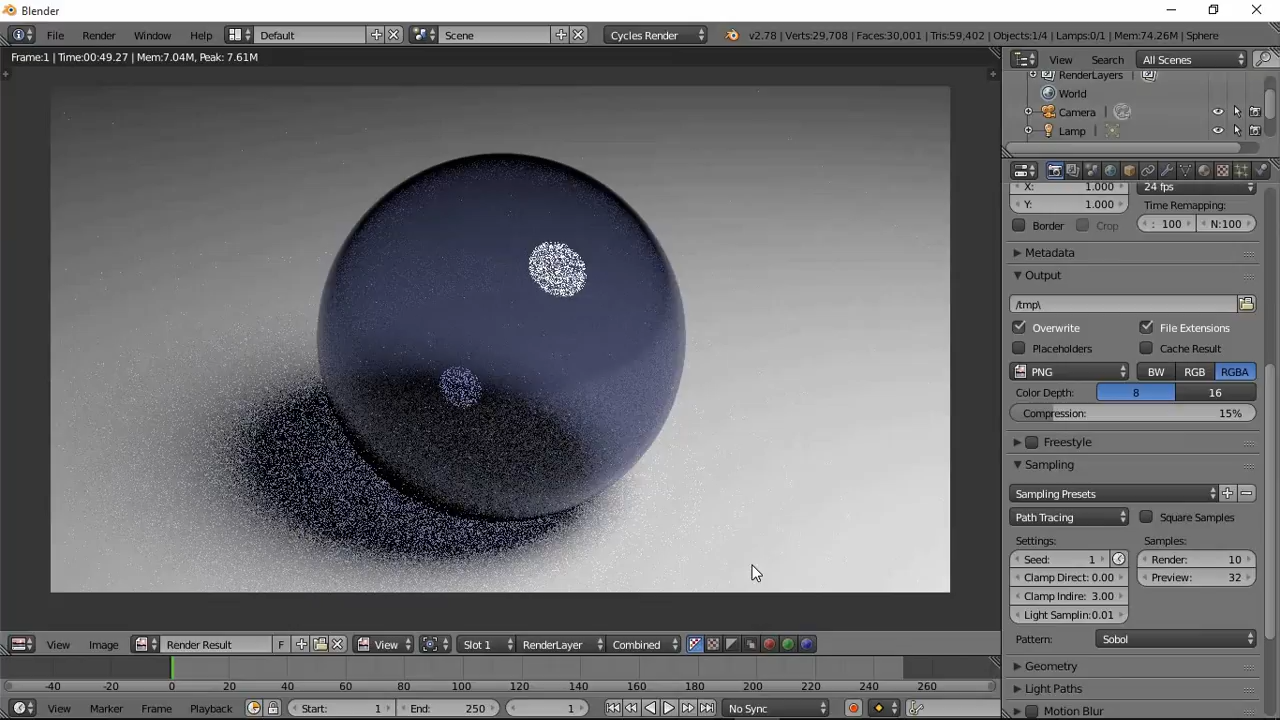 Blender
File Render Window Help Default Scene Cycles Render v2.78 | Verts:29,708 | Faces:30,001 | Tris:59,402 | Objects:1/4 | Lamps:0/1 | Mem:74.26M | Sphere
Frame:1 | Time:00:49.27 | Mem:7.04M, Peak: 7.61M
View Search All Scenes
RenderLayers
World
Camera
Lamp
X: 1.000
24 fps
Y: 1.000
Time Remapping:
Border Crop : 100 N:100
Metadata
Output
/tmp\
Overwrite File Extensions
Placeholders Cache Result
PNG BW RGB RGBA
Color Depth: 8 16
Compression: 15%
Freestyle
Sampling
Sampling Presets
Path Tracing Square Samples
Settings: Samples:
Seed: 1 Render: 10
Clamp Direct: 0.00 Preview: 32
Clamp Indire: 3.00
Light Samplin:0.01
Pattern: Sobol
Geometry
Light Paths
Motion Blur
View Image Render Result F View Slot 1 RenderLayer Combined
-40 -20 0 20 40 60 80 100 120 140 160 180 200 220 240 260
View Marker Frame Playback Start: 1 End: 250 1 No Sync